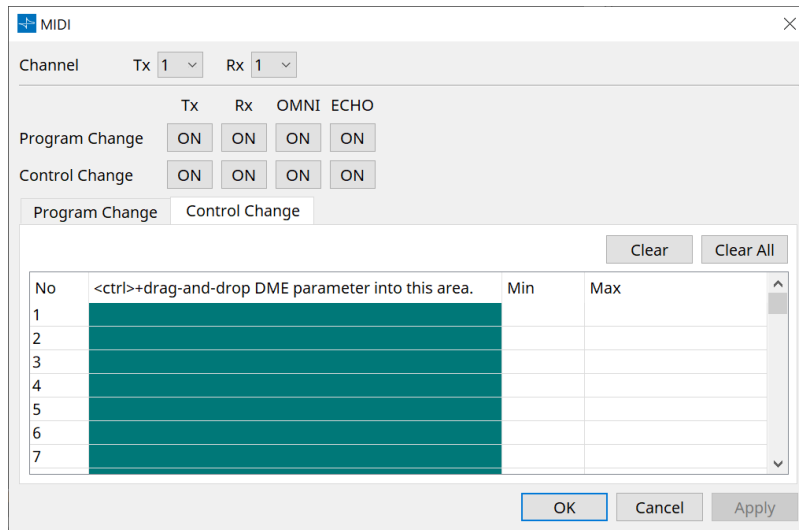 MIDI
Channel Tx 1 Rx 1
Tx Rx OMNI ECHO
Program Change ON ON ON ON
Control Change ON ON ON ON
Program Change Control Change
Clear Clear All
No <ctrl>+drag-and-drop DME parameter into this area. Min Max
1
2
3
4
5
6
7
OK Cancel Apply